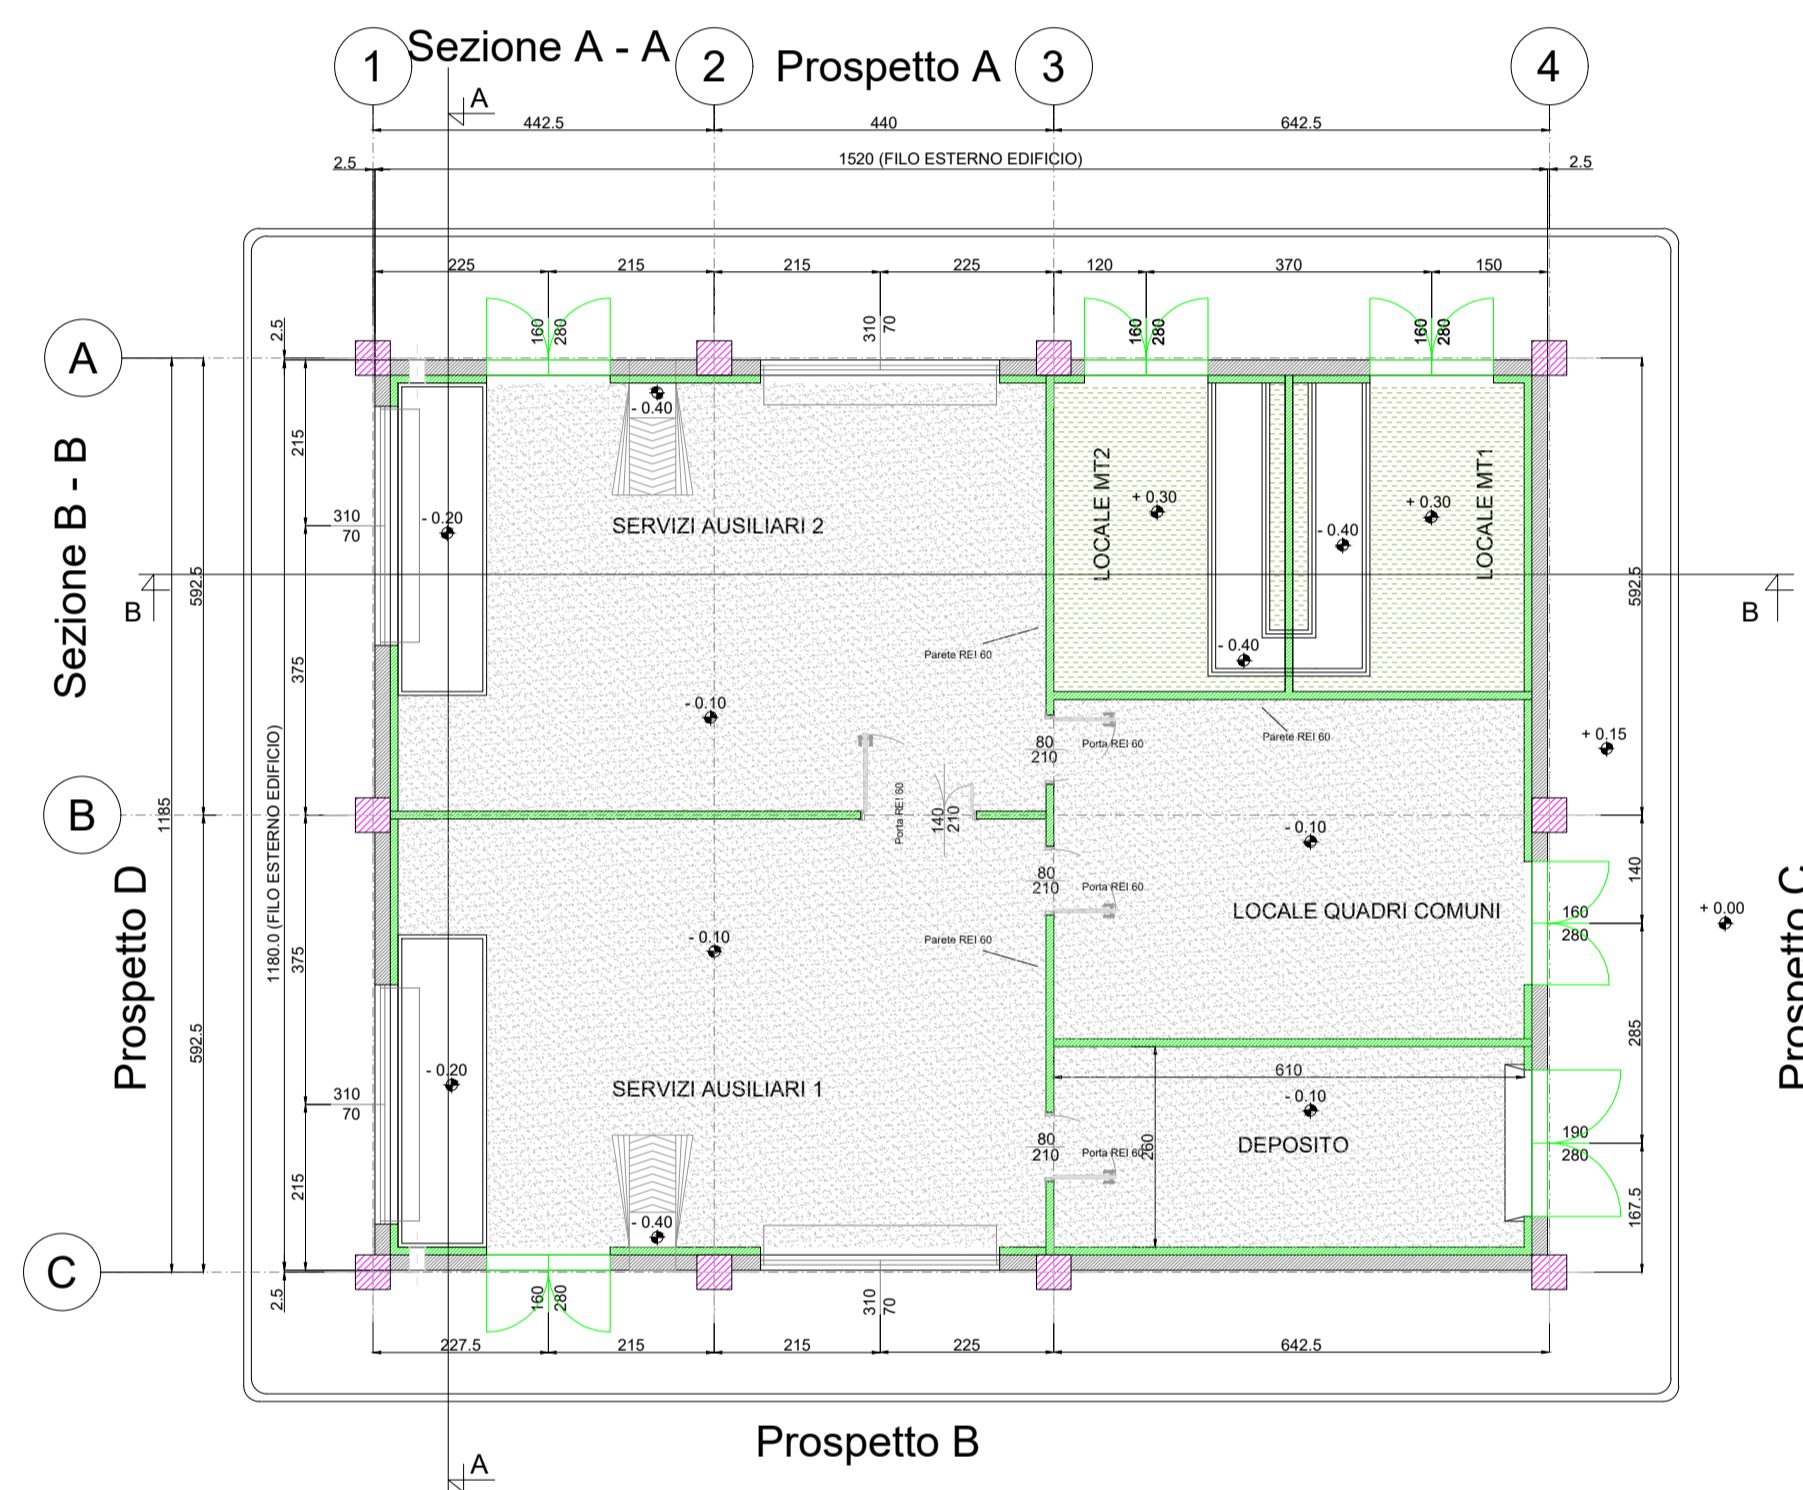 Sezione A - A
Prospetto A
1
2
3
4
A
442.5
440
642.5
2.5
1520 (FILO ESTERNO EDIFICIO)
2.5
225
215
215
225
120
370
150
2.5
160
280
310
70
160
280
160
280
A
- 0.40
215
Sezione B - B
310
70
- 0.20
SERVIZI AUSILIARI 2
LOCALE MT2
+ 0.30
- 0.40
+ 0.30
LOCALE MT1
592.5
592.5
B
B
375
Parete REI 60
- 0.40
- 0.10
80
210
Porta REI 60
Parete REI 60
+ 0.15
1180.0 (FILO ESTERNO EDIFICIO)
1185
B
Porta REI 60
140
210
- 0.10
140
80
210
Porta REI 60
LOCALE QUADRI COMUNI
160
280
+ 0.00
Prospetto D
Prospetto C
375
- 0.10
Parete REI 60
592.5
285
- 0.20
310
70
SERVIZI AUSILIARI 1
610
- 0.10
DEPOSITO
260
80
210
Porta REI 60
190
280
215
167.5
- 0.40
C
2.5
160
280
310
70
227.5
215
215
225
642.5
Prospetto B
A